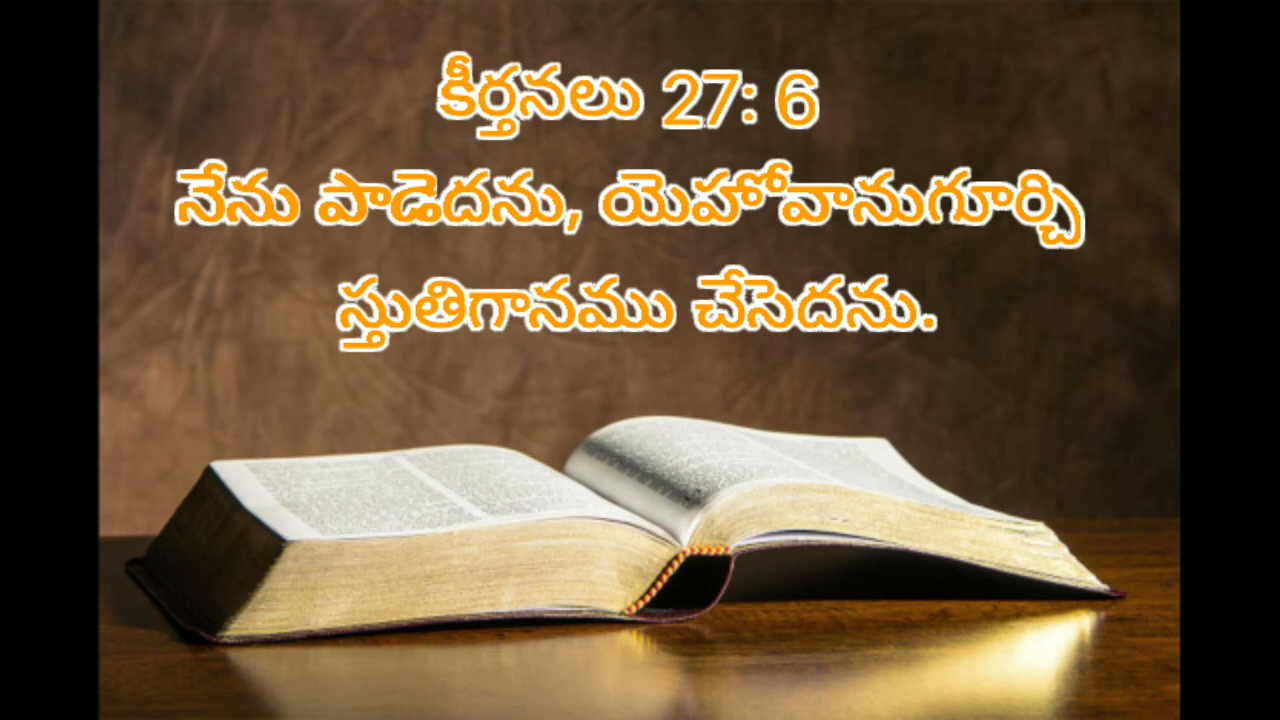 కీర్తనలు 27: 6
నేను పాడెదను, యెహోవానుగూర్చి
స్తుతిగానము చేసెదను.